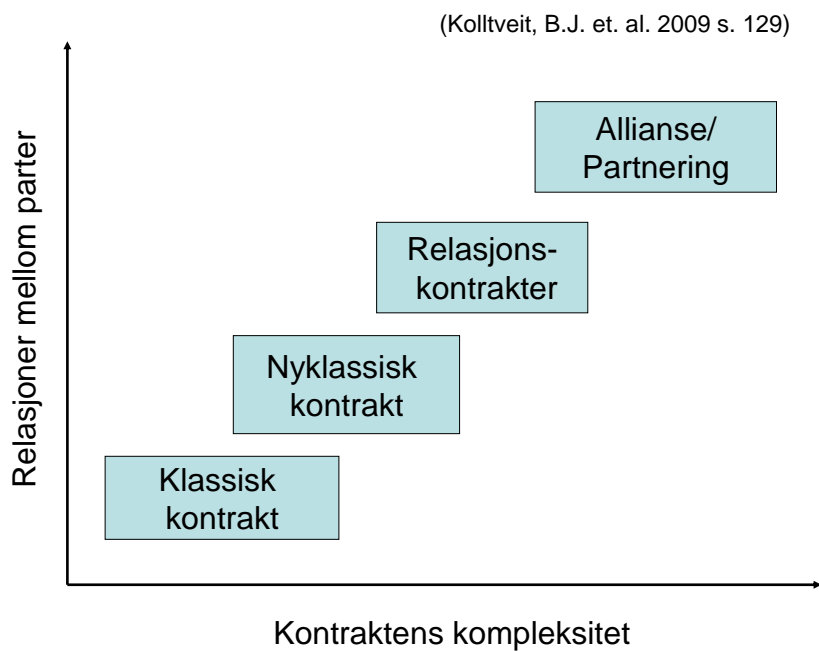 (Kolltveit, B.J. et. al. 2009 s. 129)
Relasjoner mellom parter
Allianse/
Partnering
Relasjons-
kontrakter
Nyklassisk
kontrakt
Klassisk
kontrakt
Kontraktens kompleksitet